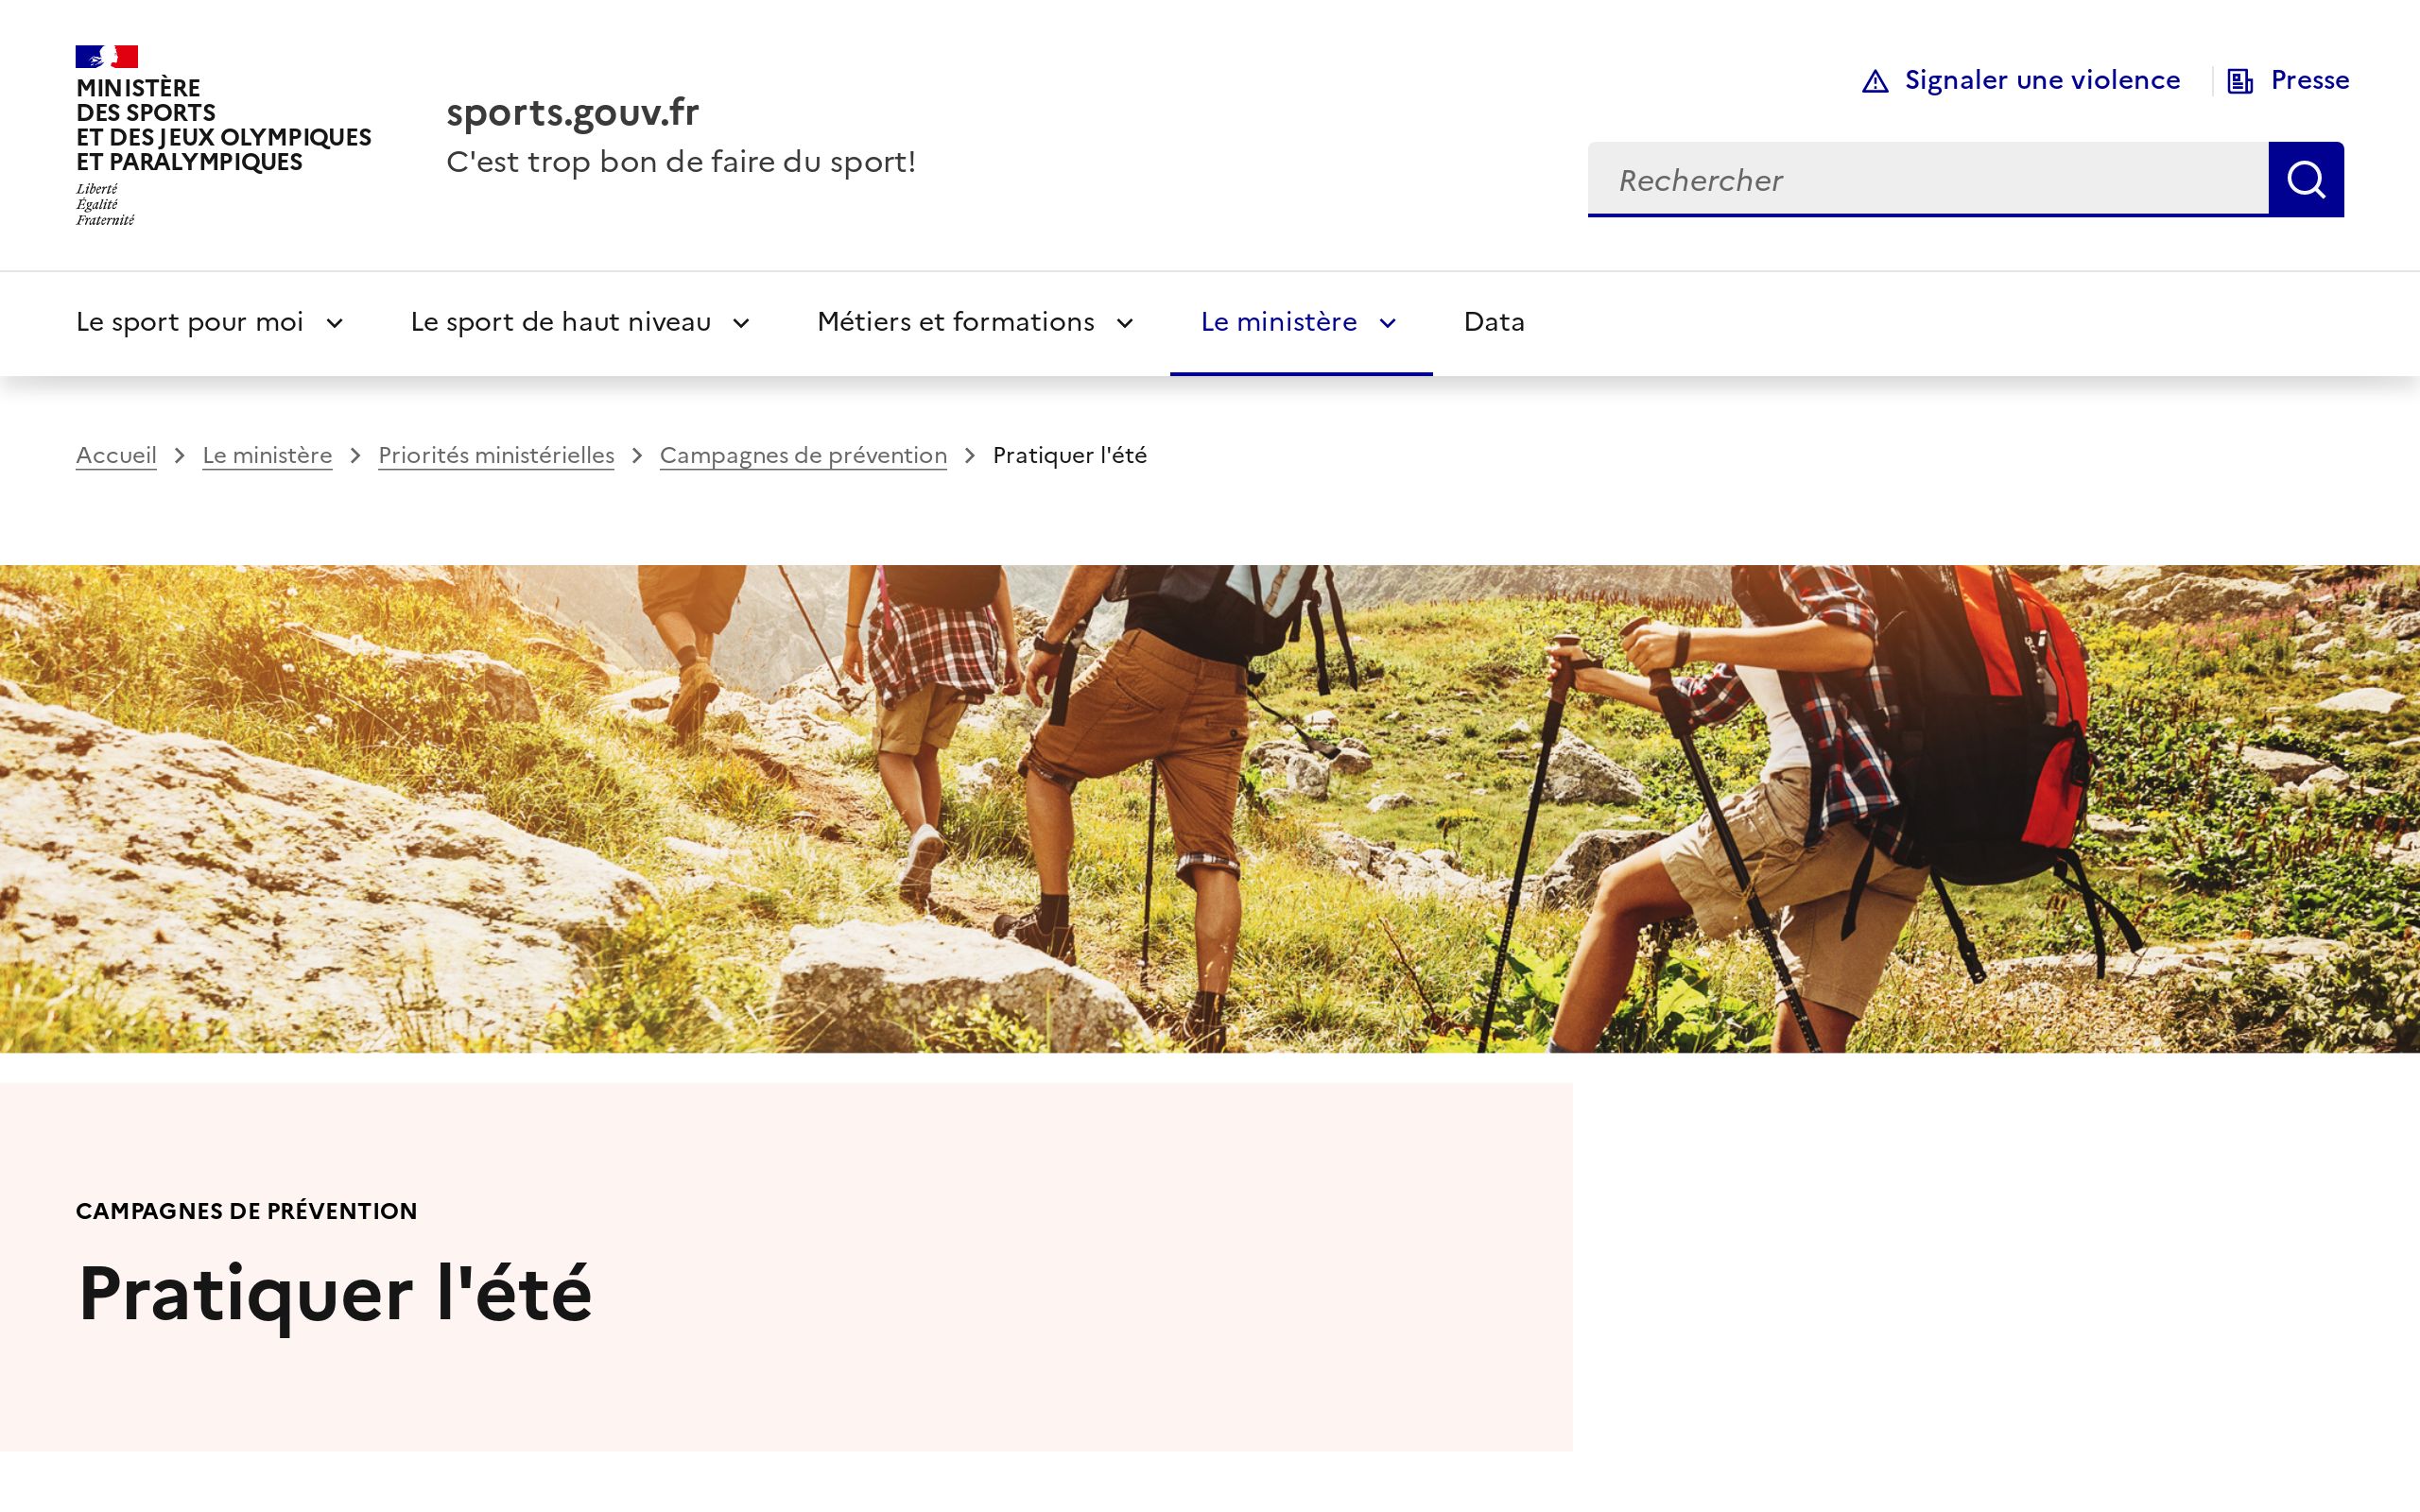 MINISTÈRE
DES SPORTS
ET DES JEUX OLYMPIQUES
ET PARALYMPIQUES
Liberté
Égalité
Fraternité
sports.gouv.fr
C'est trop bon de faire du sport!
Signaler une violence
Presse
Rechercher
Le sport pour moi
Le sport de haut niveau
Métiers et formations
Le ministère
Data
Accueil > Le ministère > Priorités ministérielles > Campagnes de prévention > Pratiquer l'été
CAMPAGNES DE PRÉVENTION
Pratiquer l'été